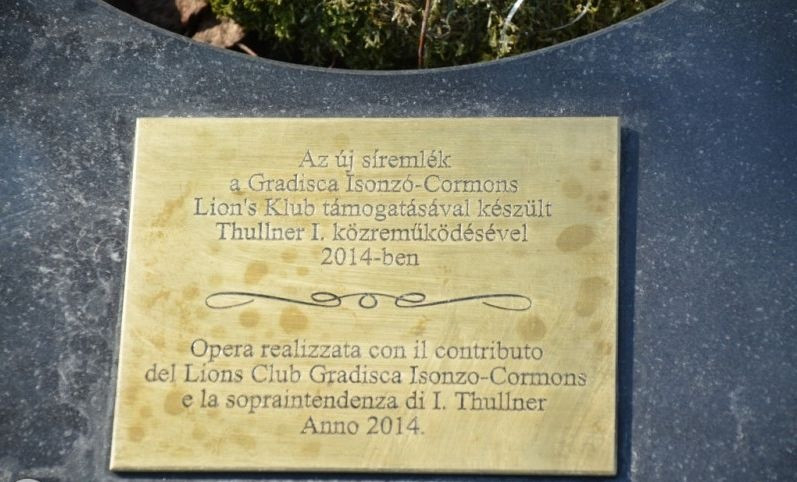 Az új síremlék
a Gradisca Isonzó-Cormons
Lion's Klub támogatásával készült
Thullner I. közreműködésével
2014-ben
Opera realizzata con il contributo
del Lions Club Gradisca Isonzo-Cormons
e la sopraintendenza di I. Thullner
Anno 2014.